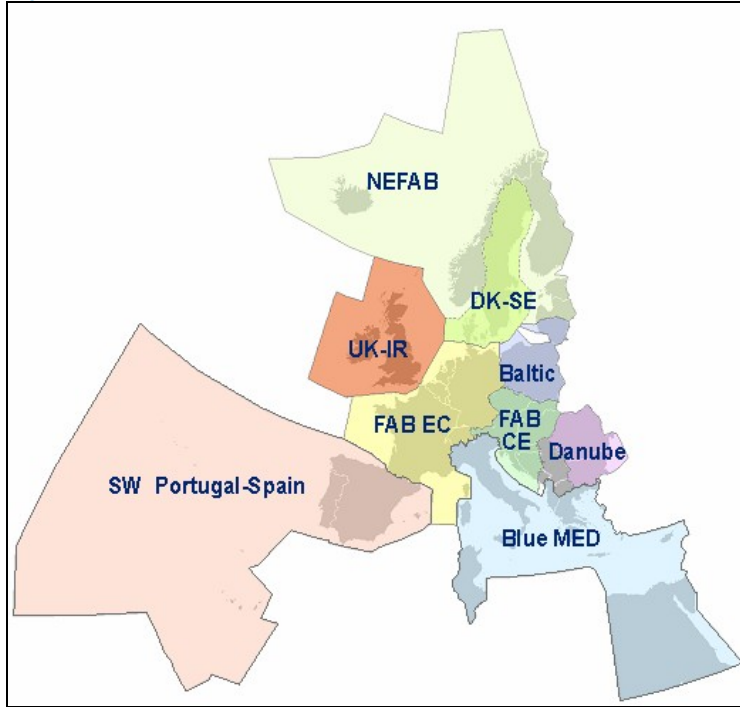 NEFAB
DK-SE
UK-IR
Baltic
FAB EC
FAB
CE
Danube
SW Portugal-Spain
Blue MED